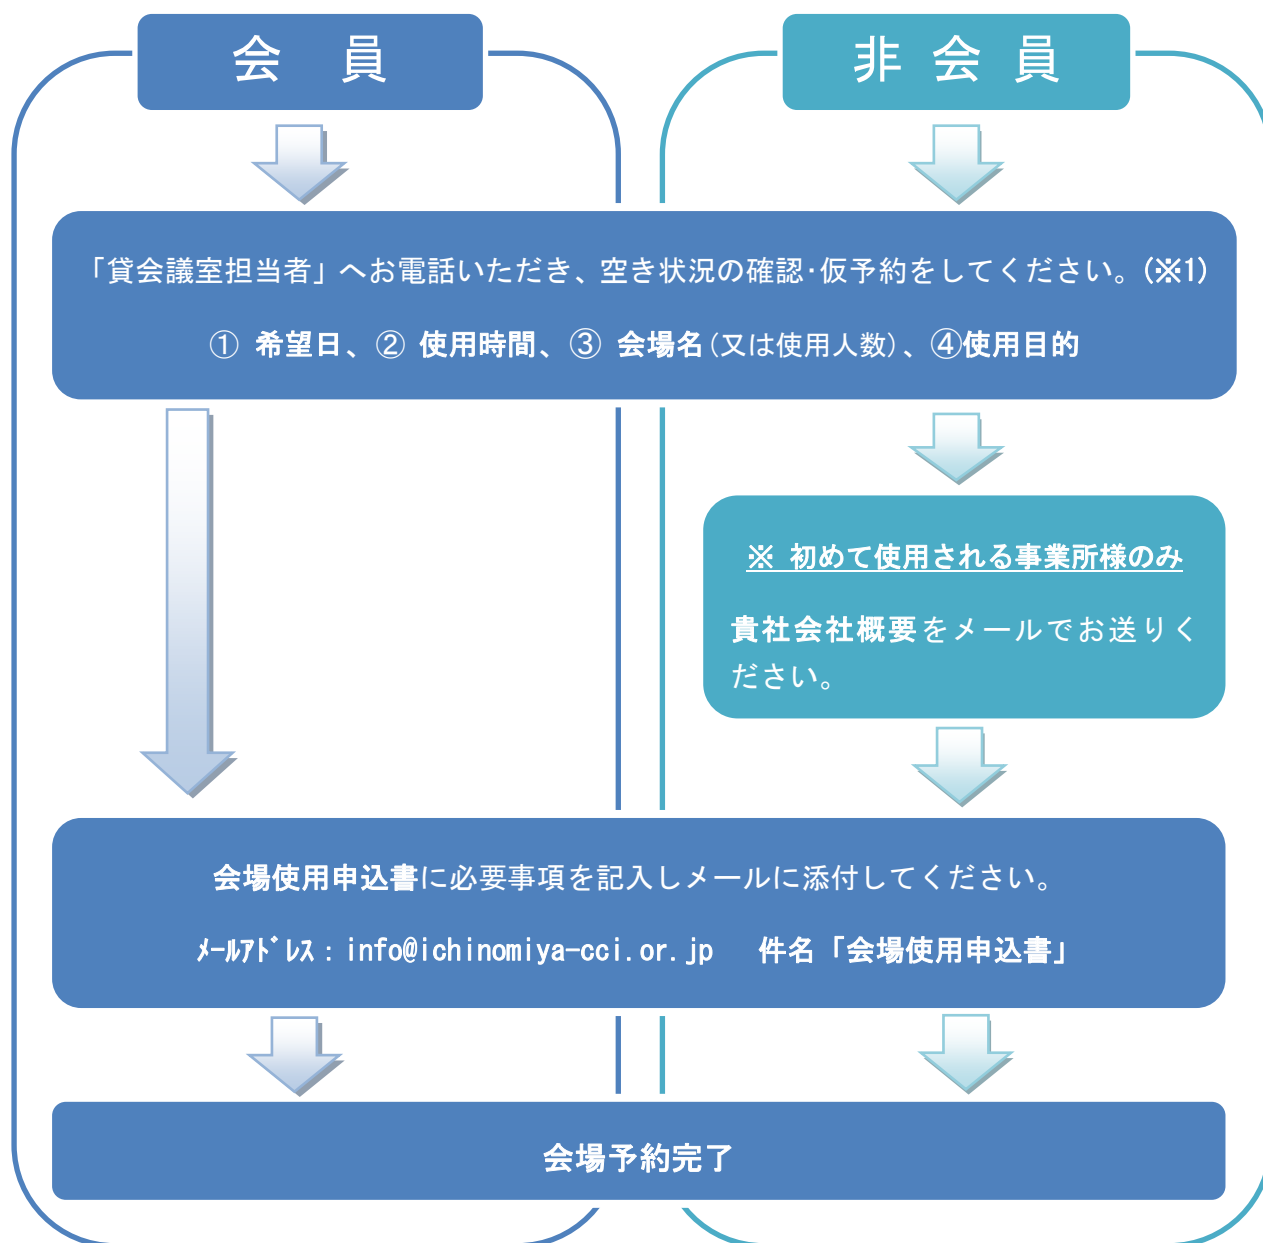 会　員
非 会 員
「貸会議室担当者」へお電話いただき、空き状況の確認･仮予約をしてください。(※1)
① 希望日、② 使用時間、③ 会場名(又は使用人数)、④使用目的
※ 初めて使用される事業所様のみ
貴社会社概要をメールでお送りく
ださい。
会場使用申込書に必要事項を記入しメールに添付してください。
ﾒｰﾙｱﾄﾞﾚｽ：info@ichinomiya-cci.or.jp　件名「会場使用申込書」
会場予約完了